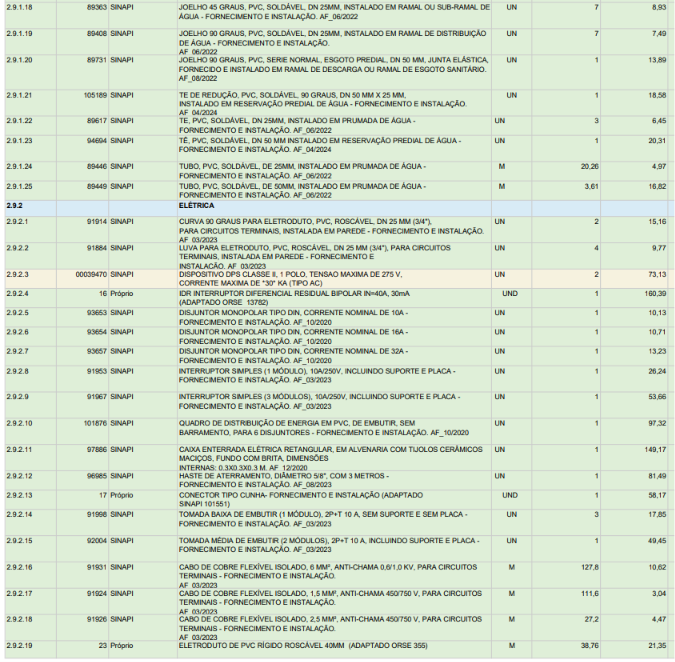 2.9.1.18 89363 SINAPI JOELHO 45 GRAUS, PVC, SOLDÁVEL, DN 25MM, INSTALADO EM RAMAL OU SUB-RAMAL DE UN 7 8,93
ÁGUA - FORNECIMENTO E INSTALAÇÃO. AF_06/2022
2.9.1.19 89408 SINAPI JOELHO 90 GRAUS, PVC, SOLDÁVEL, DN 25MM, INSTALADO EM RAMAL DE DISTRIBUIÇÃO UN 7 7,49
DE ÁGUA - FORNECIMENTO E INSTALAÇÃO.
AF_06/2022
2.9.1.20 89731 SINAPI JOELHO 90 GRAUS, PVC, SERIE NORMAL, ESGOTO PREDIAL, DN 50 MM, JUNTA ELÁSTICA, UN 1 13,89
FORNECIDO E INSTALADO EM RAMAL DE DESCARGA OU RAMAL DE ESGOTO SANITÁRIO.
AF_08/2022
2.9.1.21 105189 SINAPI TE DE REDUÇÃO, PVC, SOLDÁVEL, 90 GRAUS, DN 50 MM X 25 MM, UN 1 18,58
INSTALADO EM RESERVAÇÃO PREDIAL DE ÁGUA - FORNECIMENTO E INSTALAÇÃO.
AF_04/2024
2.9.1.22 89617 SINAPI TE, PVC, SOLDÁVEL, DN 25MM, INSTALADO EM PRUMADA DE ÁGUA - UN 3 6,45
FORNECIMENTO E INSTALAÇÃO. AF_06/2022
2.9.1.23 94694 SINAPI TÊ, PVC, SOLDÁVEL, DN 50 MM INSTALADO EM RESERVAÇÃO PREDIAL DE ÁGUA - UN 1 20,31
FORNECIMENTO E INSTALAÇÃO. AF_04/2024
2.9.1.24 89446 SINAPI TUBO, PVC, SOLDÁVEL, DE 25MM, INSTALADO EM PRUMADA DE ÁGUA - M 20,26 4,97
FORNECIMENTO E INSTALAÇÃO. AF_06/2022
2.9.1.25 89449 SINAPI TUBO, PVC, SOLDÁVEL, DE 50MM, INSTALADO EM PRUMADA DE ÁGUA - M 3,61 16,82
FORNECIMENTO E INSTALAÇÃO. AF_06/2022
2.9.2 ELÉTRICA
2.9.2.1 91914 SINAPI CURVA 90 GRAUS PARA ELETRODUTO, PVC, ROSCÁVEL, DN 25 MM (3/4"), UN 2 15,16
PARA CIRCUITOS TERMINAIS, INSTALADA EM PAREDE - FORNECIMENTO E INSTALAÇÃO.
AF_03/2023
2.9.2.2 91884 SINAPI LUVA PARA ELETRODUTO, PVC, ROSCÁVEL, DN 25 MM (3/4"), PARA CIRCUITOS UN 4 9,77
TERMINAIS, INSTALADA EM PAREDE - FORNECIMENTO E
INSTALAÇÃO. AF_03/2023
2.9.2.3 00039470 SINAPI DISPOSITIVO DPS CLASSE II, 1 POLO, TENSAO MAXIMA DE 275 V, UN 2 73,13
CORRENTE MAXIMA DE *30* KA (TIPO AC)
2.9.2.4 16 Próprio IDR INTERRUPTOR DIFERENCIAL RESIDUAL BIPOLAR IN=40A, 30mA UND 1 160,39
(ADAPTADO ORSE 13782)
2.9.2.5 93653 SINAPI DISJUNTOR MONOPOLAR TIPO DIN, CORRENTE NOMINAL DE 10A - UN 1 10,13
FORNECIMENTO E INSTALAÇÃO. AF_10/2020
2.9.2.6 93654 SINAPI DISJUNTOR MONOPOLAR TIPO DIN, CORRENTE NOMINAL DE 16A - UN 1 10,71
FORNECIMENTO E INSTALAÇÃO. AF_10/2020
2.9.2.7 93657 SINAPI DISJUNTOR MONOPOLAR TIPO DIN, CORRENTE NOMINAL DE 32A - UN 1 13,23
FORNECIMENTO E INSTALAÇÃO. AF_10/2020
2.9.2.8 91953 SINAPI INTERRUPTOR SIMPLES (1 MÓDULO), 10A/250V, INCLUINDO SUPORTE E PLACA - UN 1 26,24
FORNECIMENTO E INSTALAÇÃO. AF_03/2023
2.9.2.9 91967 SINAPI INTERRUPTOR SIMPLES (3 MÓDULOS), 10A/250V, INCLUINDO SUPORTE E PLACA - UN 1 53,66
FORNECIMENTO E INSTALAÇÃO. AF_03/2023
2.9.2.10 101876 SINAPI QUADRO DE DISTRIBUIÇÃO DE ENERGIA EM PVC, DE EMBUTIR, SEM UN 1 97,32
BARRAMENTO, PARA 6 DISJUNTORES - FORNECIMENTO E INSTALAÇÃO. AF_10/2020
2.9.2.11 97886 SINAPI CAIXA ENTERRADA ELÉTRICA RETANGULAR, EM ALVENARIA COM TIJOLOS CERÂMICOS UN 1 149,17
MACIÇOS, FUNDO COM BRITA, DIMENSÕES
INTERNAS: 0.3X0.3X0.3 M. AF_12/2020
2.9.2.12 96985 SINAPI HASTE DE ATERRAMENTO, DIÂMETRO 5/8", COM 3 METROS - UN 1 81,49
FORNECIMENTO E INSTALAÇÃO. AF_08/2023
2.9.2.13 17 Próprio CONECTOR TIPO CUNHA- FORNECIMENTO E INSTALAÇÃO (ADAPTADO UND 1 58,17
SINAPI 101551)
2.9.2.14 91998 SINAPI TOMADA BAIXA DE EMBUTIR (1 MÓDULO), 2P+T 10 A, SEM SUPORTE E SEM PLACA - UN 3 17,85
FORNECIMENTO E INSTALAÇÃO. AF_03/2023
2.9.2.15 92004 SINAPI TOMADA MÉDIA DE EMBUTIR (2 MÓDULOS), 2P+T 10 A, INCLUINDO SUPORTE E PLACA - UN 1 49,45
FORNECIMENTO E INSTALAÇÃO. AF_03/2023
2.9.2.16 91931 SINAPI CABO DE COBRE FLEXÍVEL ISOLADO, 6 MM², ANTI-CHAMA 0,6/1,0 KV, PARA CIRCUITOS M 127,8 10,62
TERMINAIS - FORNECIMENTO E INSTALAÇÃO.
AF_03/2023
2.9.2.17 91924 SINAPI CABO DE COBRE FLEXÍVEL ISOLADO, 1,5 MM², ANTI-CHAMA 450/750 V, PARA CIRCUITOS M 111,6 3,04
TERMINAIS - FORNECIMENTO E INSTALAÇÃO.
AF_03/2023
2.9.2.18 91926 SINAPI CABO DE COBRE FLEXÍVEL ISOLADO, 2,5 MM², ANTI-CHAMA 450/750 V, PARA CIRCUITOS M 27,2 4,47
TERMINAIS - FORNECIMENTO E INSTALAÇÃO.
AF_03/2023
2.9.2.19 23 Próprio ELETRODUTO DE PVC RÍGIDO ROSCÁVEL 40MM (ADAPTADO ORSE 355) M 38,76 21,35